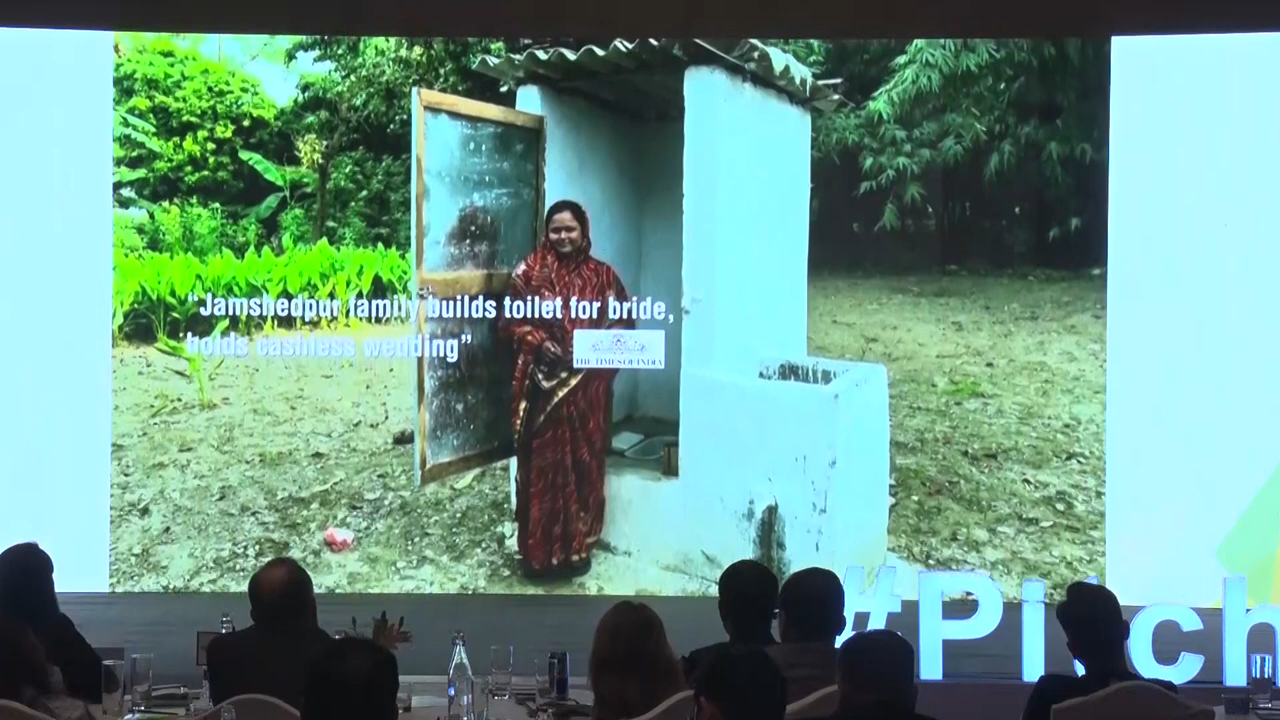 “Jamshedpur family builds toilet for bride,
holds cashless wedding”
THE TIMES OF INDIA
#Pitch